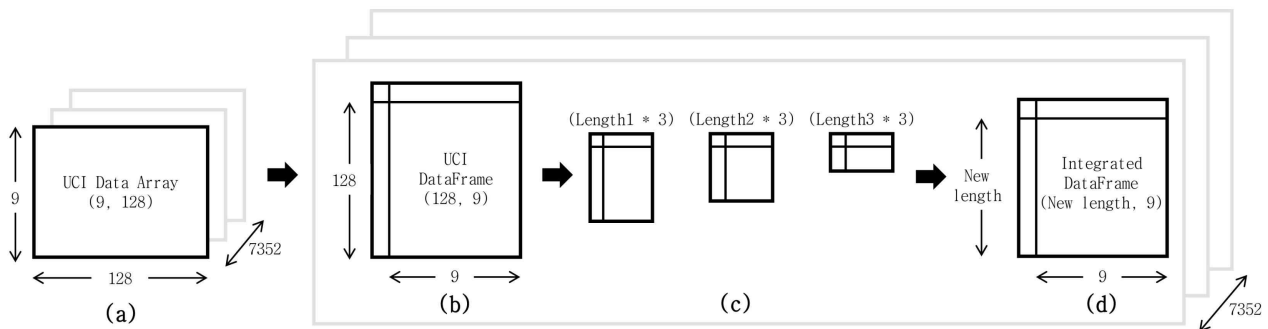 9
UCI Data Array
(9, 128)
128
7352
(a)
128
UCI
DataFrame
(128, 9)
9
(b)
(Length1 * 3)
(Length2 * 3)
(Length3 * 3)
(c)
New
length
Integrated
DataFrame
(New length, 9)
9
(d)
7352